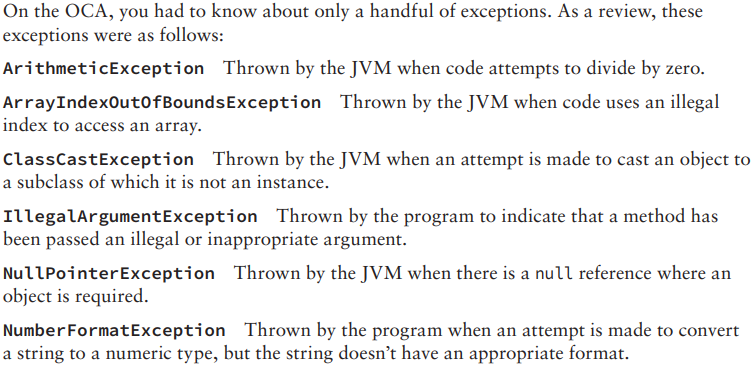 On the OCA, you had to know about only a handful of exceptions. As a review, these
exceptions were as follows:
ArithmeticException Thrown by the JVM when code attempts to divide by zero.
ArrayIndexOutOfBoundsException Thrown by the JVM when code uses an illegal
index to access an array.
ClassCastException Thrown by the JVM when an attempt is made to cast an object to
a subclass of which it is not an instance.
IllegalArgumentException Thrown by the program to indicate that a method has
been passed an illegal or inappropriate argument.
NullPointerException Thrown by the JVM when there is a null reference where an
object is required.
NumberFormatException Thrown by the program when an attempt is made to convert
a string to a numeric type, but the string doesn’t have an appropriate format.